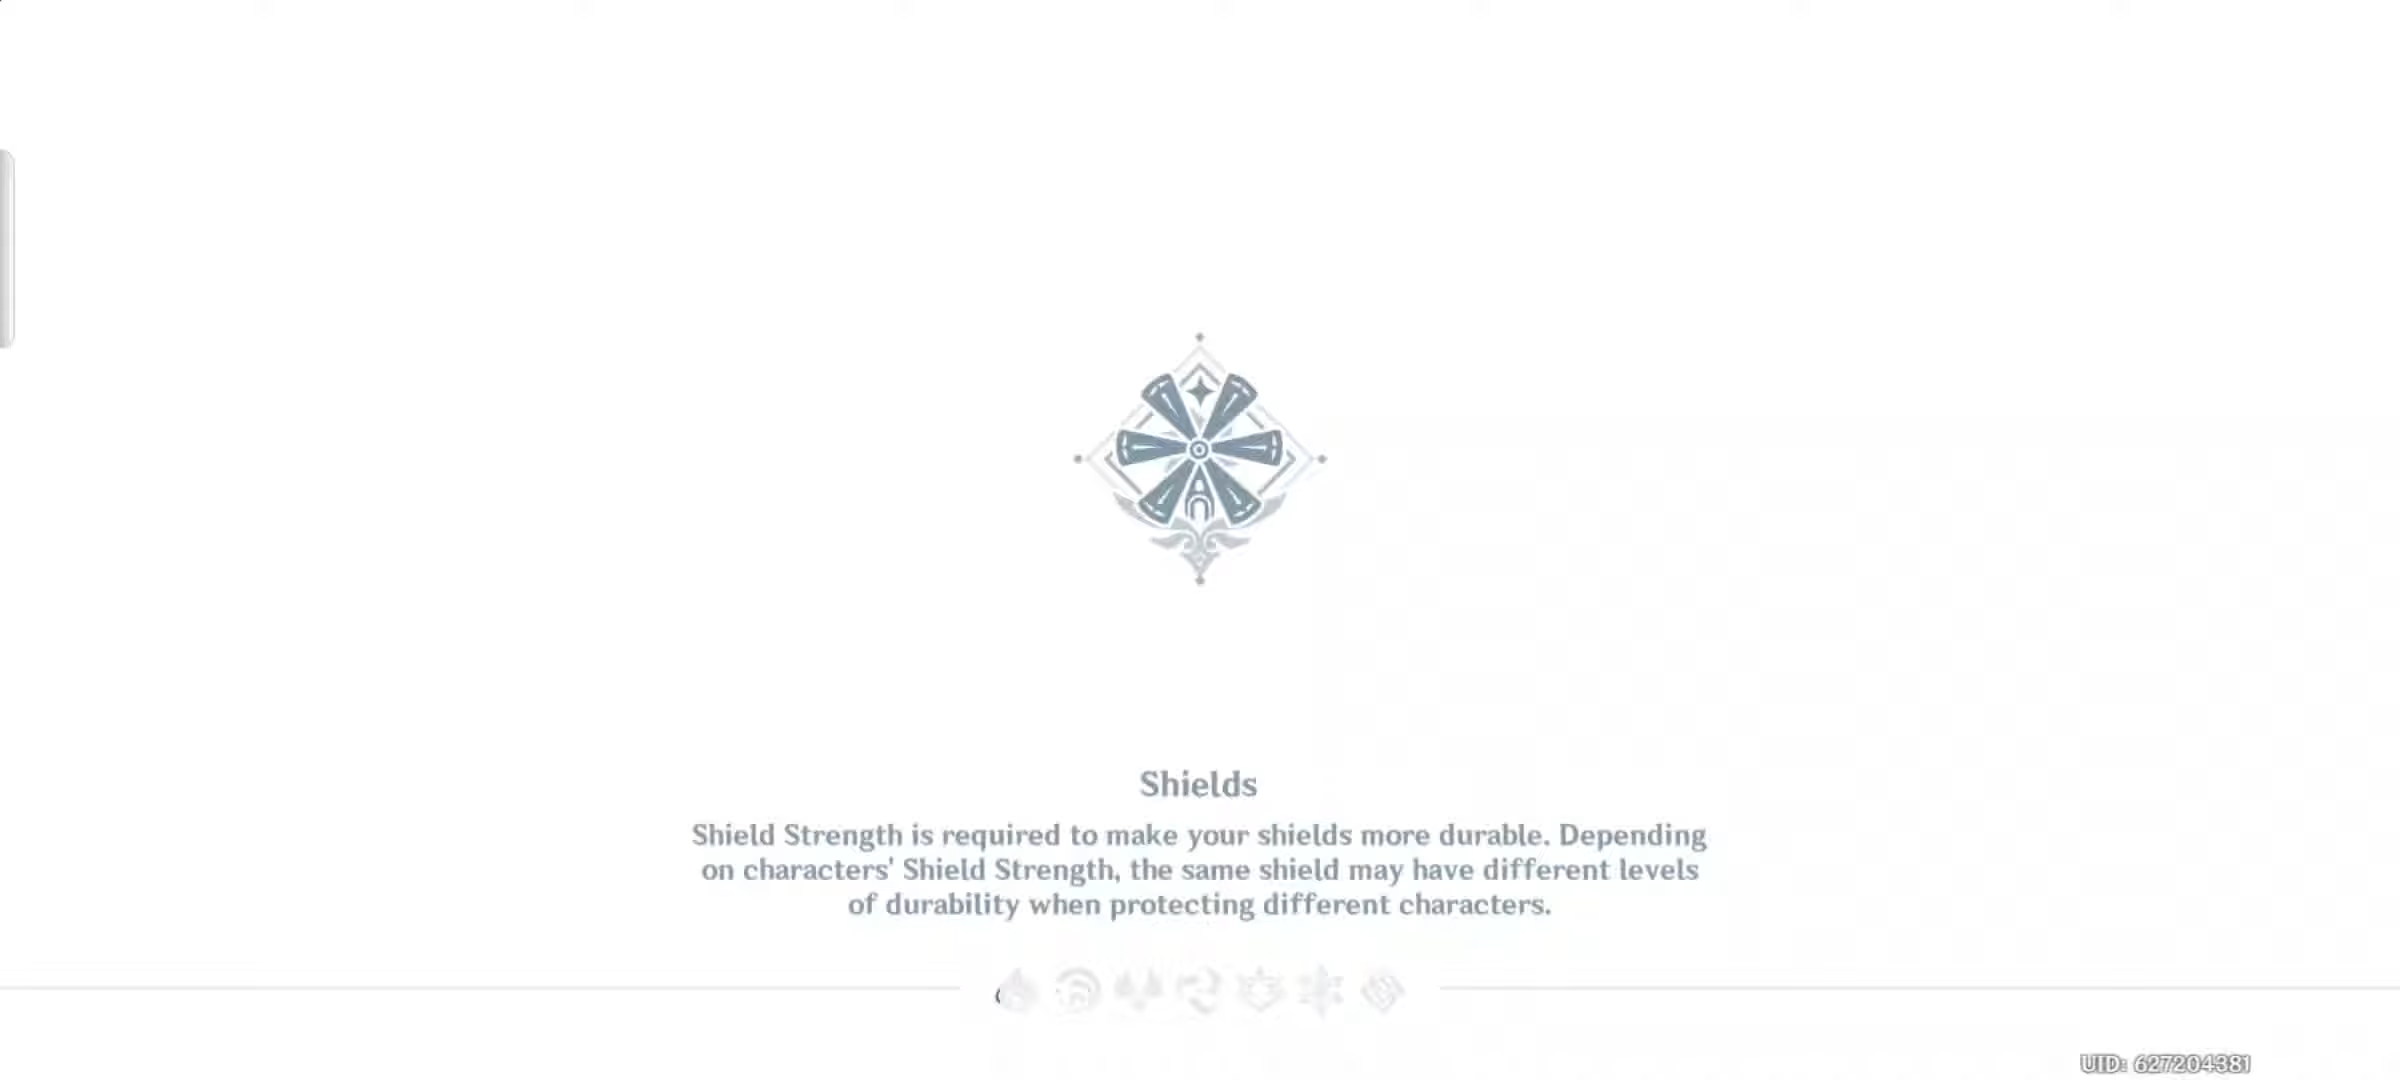 Shields
Shield Strength is required to make your shields more durable. Depending
on characters' Shield Strength, the same shield may have different levels
of durability when protecting different characters.
UID: 627204381